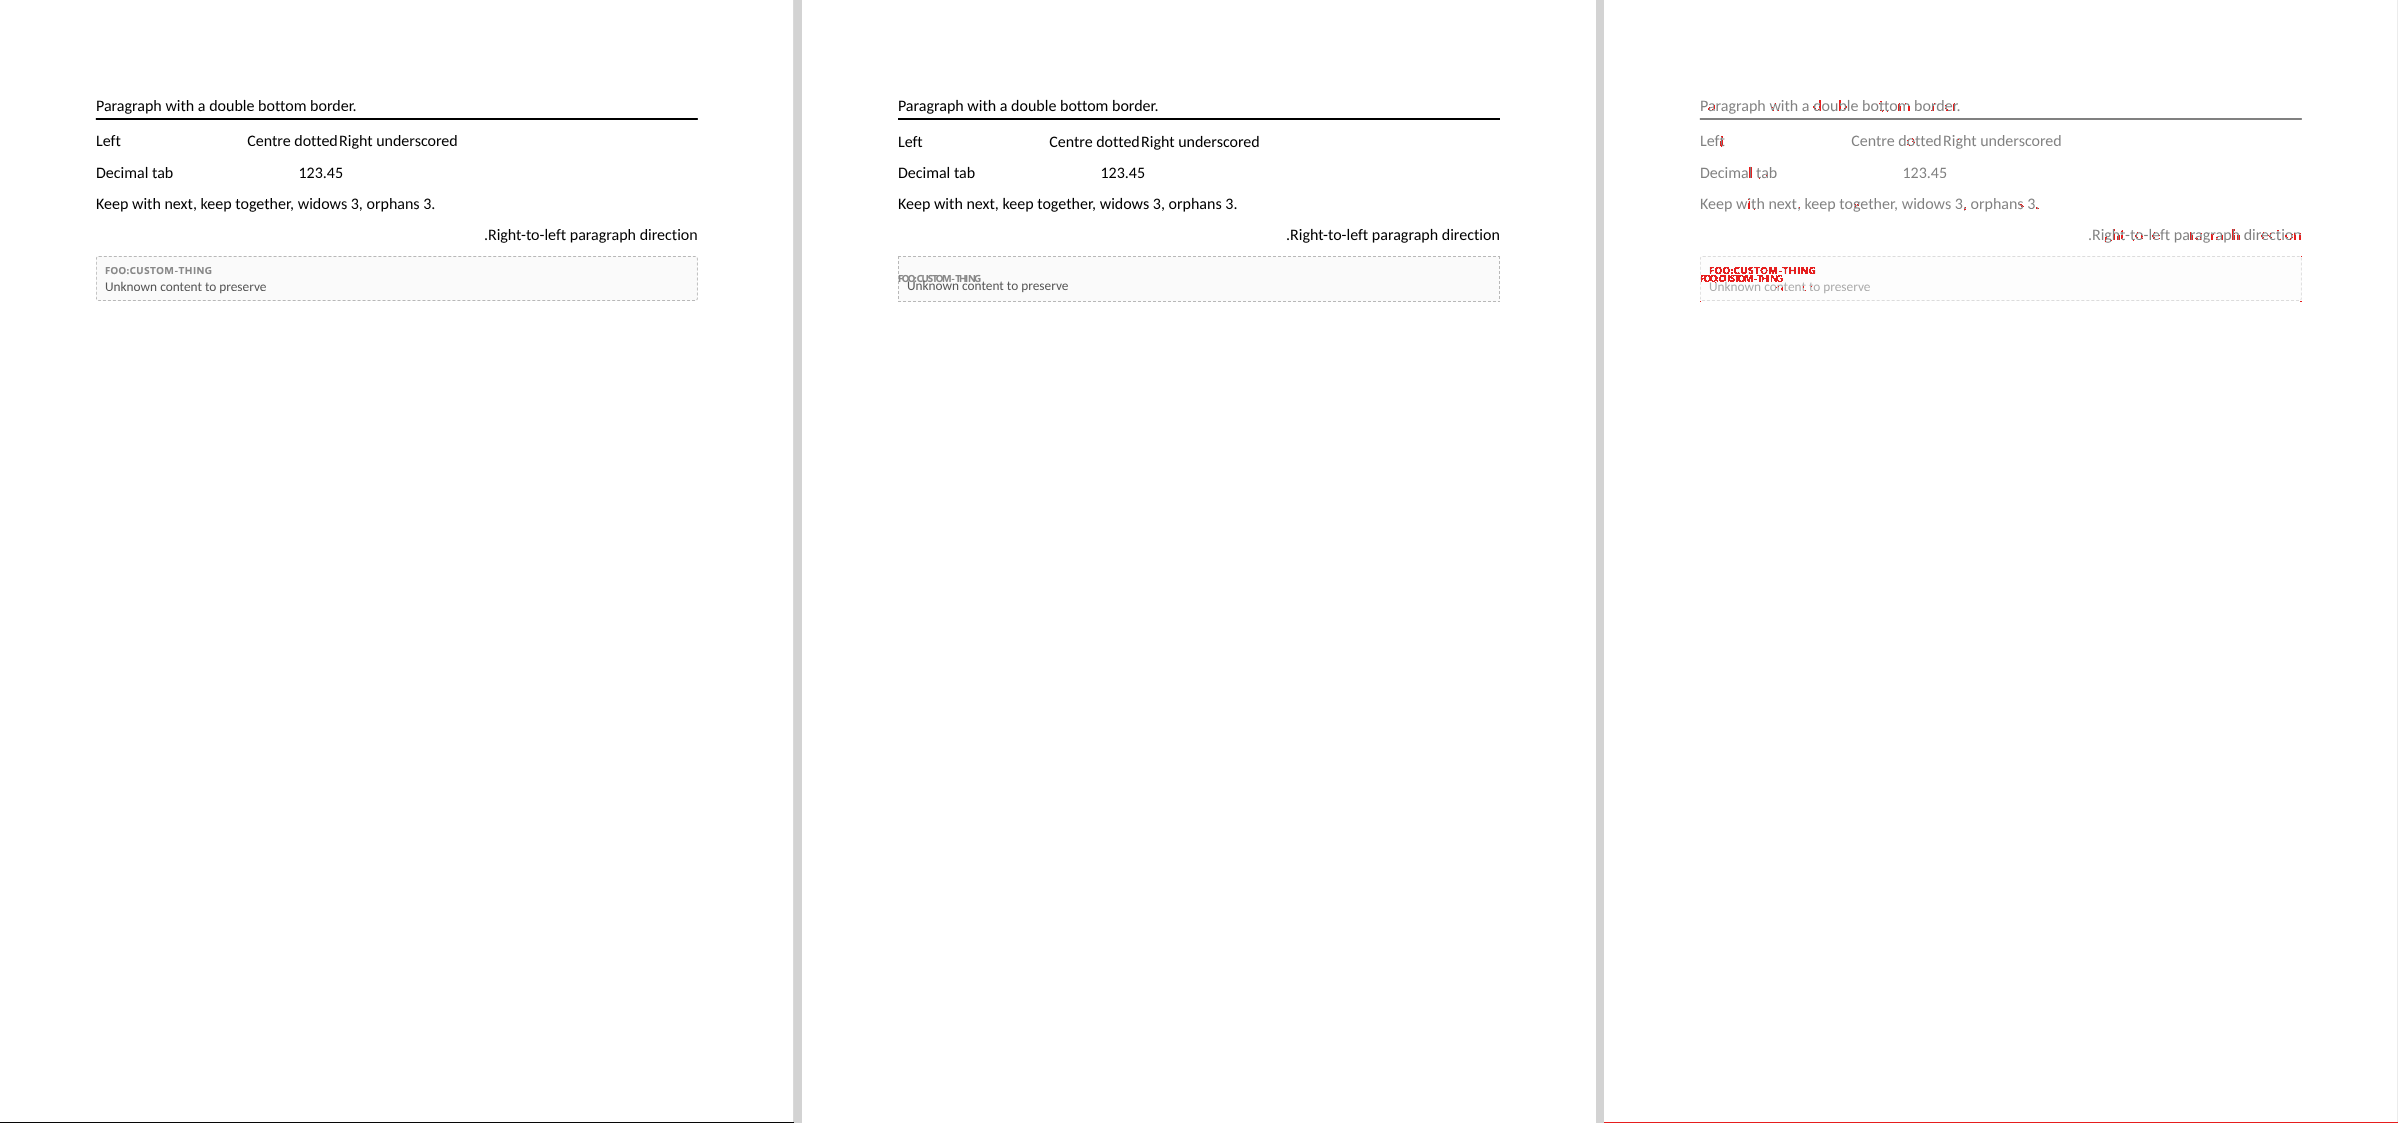 Paragraph with a double bottom border.
Left Centre dotted Right underscored
Decimal tab 123.45
Keep with next, keep together, widows 3, orphans 3.
.Right-to-left paragraph direction
FOO:CUSTOM-THING
Unknown content to preserve
Paragraph with a double bottom border.
Left Centre dotted Right underscored
Decimal tab 123.45
Keep with next, keep together, widows 3, orphans 3.
.Right-to-left paragraph direction
FOO:CUSTOM-THING
Unknown content to preserve
Paragraph with a double bottom border.
Left Centre dotted Right underscored
Decimal tab 123.45
Keep with next, keep together, widows 3, orphans 3.
.Right-to-left paragraph direction
FOO:CUSTOM-THING
FOO:CUSTOM-THING
Unknown content to preserve